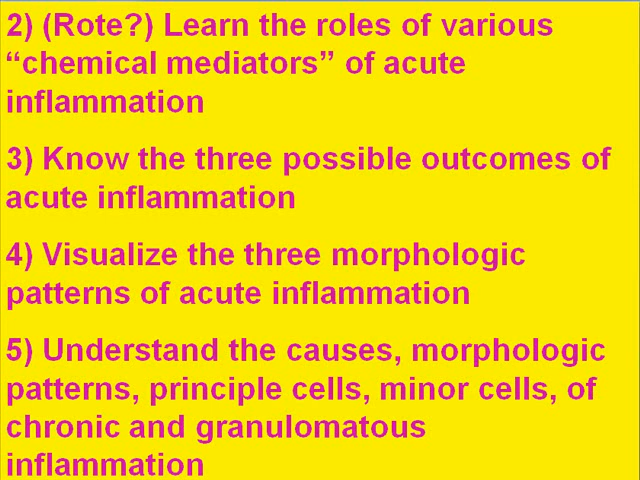 2) (Rote?) Learn the roles of various
“chemical mediators” of acute
inflammation
3) Know the three possible outcomes of
acute inflammation
4) Visualize the three morphologic
patterns of acute inflammation
5) Understand the causes, morphologic
patterns, principle cells, minor cells, of
chronic and granulomatous
inflammation